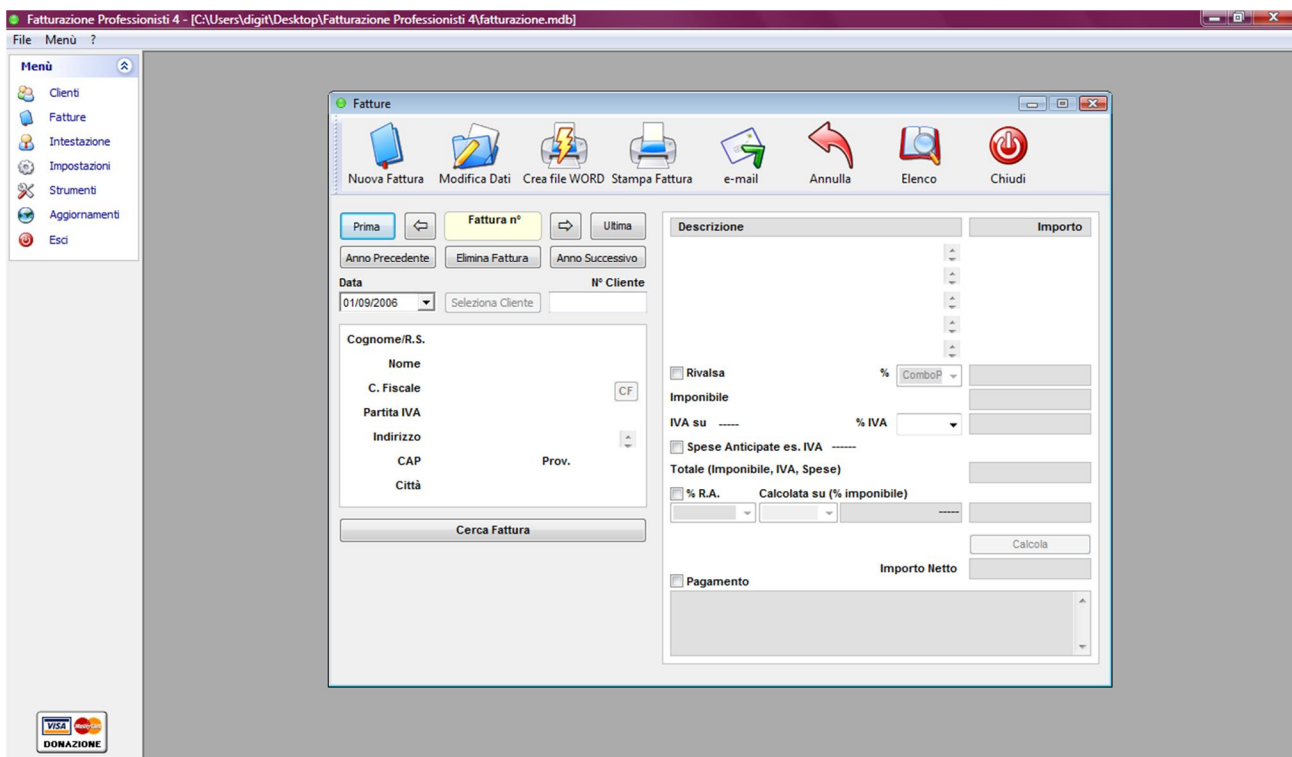 Fatturazione Professionisti 4 - [C:\Users\digit\Desktop\Fatturazione Professionisti 4\fatturazione.mdb]
File Menù ?
Menù
Clienti
Fatture
Intestazione
Impostazioni
Strumenti
Aggiornamenti
Esci
VISA MasterCard
DONAZIONE
Fatture
Nuova Fattura Modifica Dati Crea file WORD Stampa Fattura e-mail Annulla Elenco Chiudi
Prima Fattura n° Ultima
Anno Precedente Elimina Fattura Anno Successivo
Data N° Cliente
01/09/2006 Seleziona Cliente
Cognome/R.S.
Nome
C. Fiscale CF
Partita IVA
Indirizzo
CAP Prov.
Città
Cerca Fattura
Descrizione Importo
Rivalsa % ComboP
Imponibile
IVA su ----- % IVA
Spese Anticipate es. IVA ------
Totale (Imponibile, IVA, Spese)
% R.A. Calcolata su (% imponibile)
-----
Calcola
Importo Netto
Pagamento